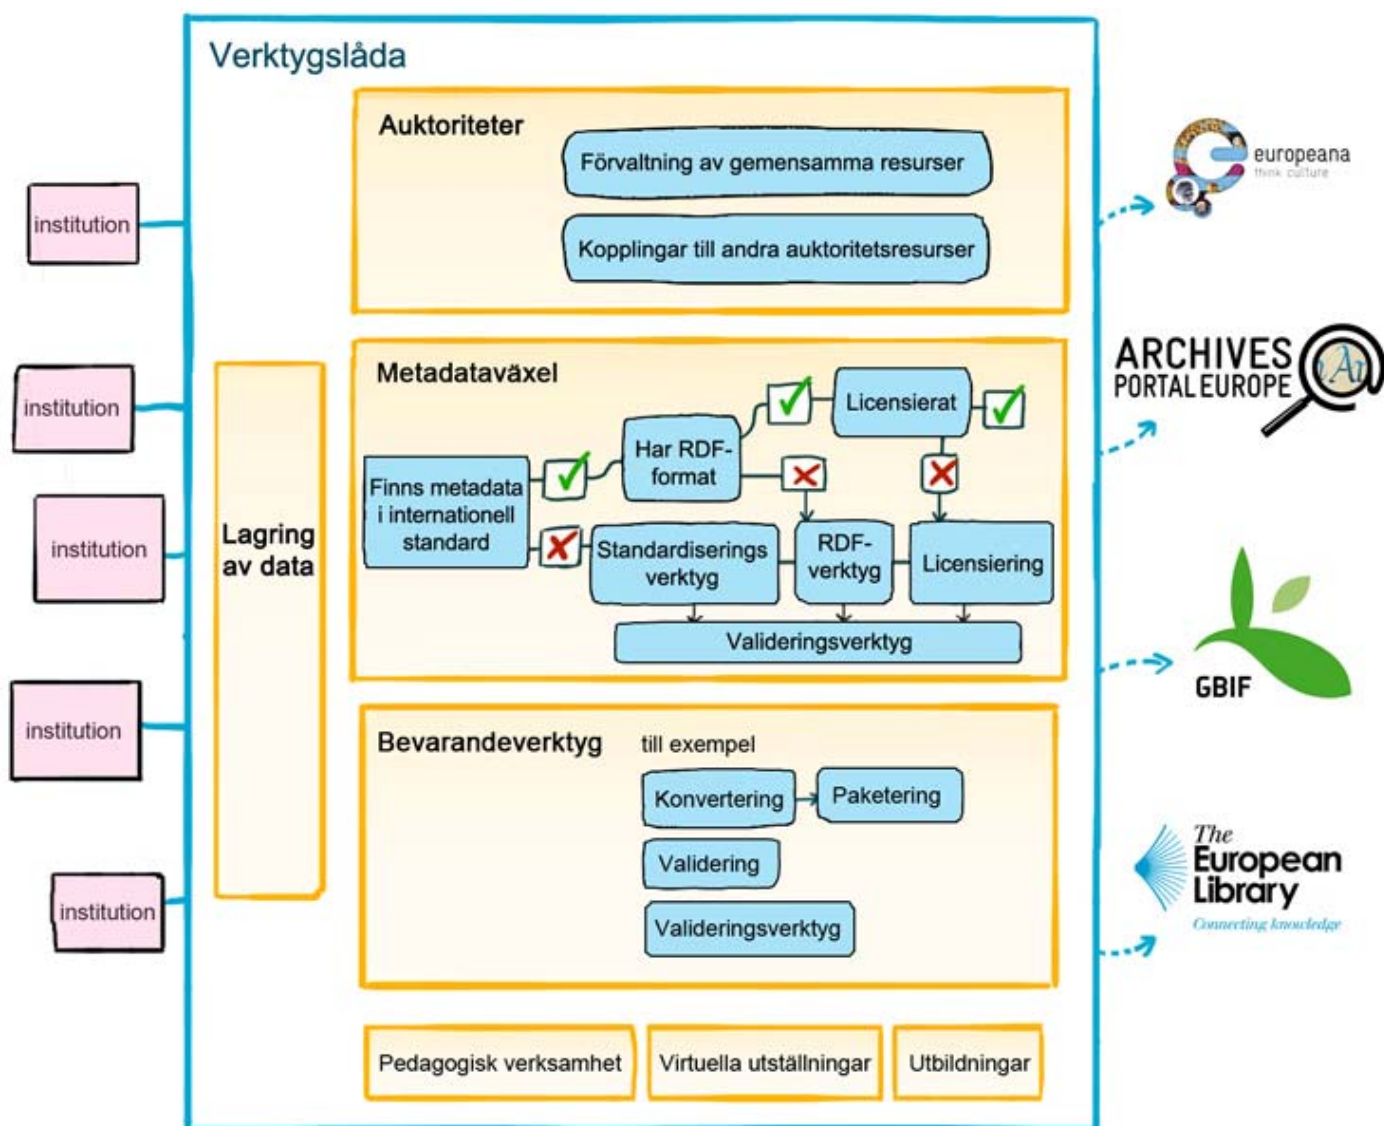 Verktygslåda
Auktoriteter
Förvaltning av gemensamma resurser
Kopplingar till andra auktoritetsresurser
institution
institution
institution
institution
institution
Lagring
av data
Metadataväxel
Finns metadata
i internationell
standard
Har RDF-
format
Licensierat
Standardiserings
verktyg
RDF-
verktyg
Licensiering
Valideringsverktyg
Bevarandeverktyg
till exempel
Konvertering
Paketering
Validering
Valideringsverktyg
Pedagogisk verksamhet
Virtuella utställningar
Utbildningar
europeana
think culture
ARCHIVES
PORTAL EUROPE
GBIF
The
European
Library
Connecting knowledge